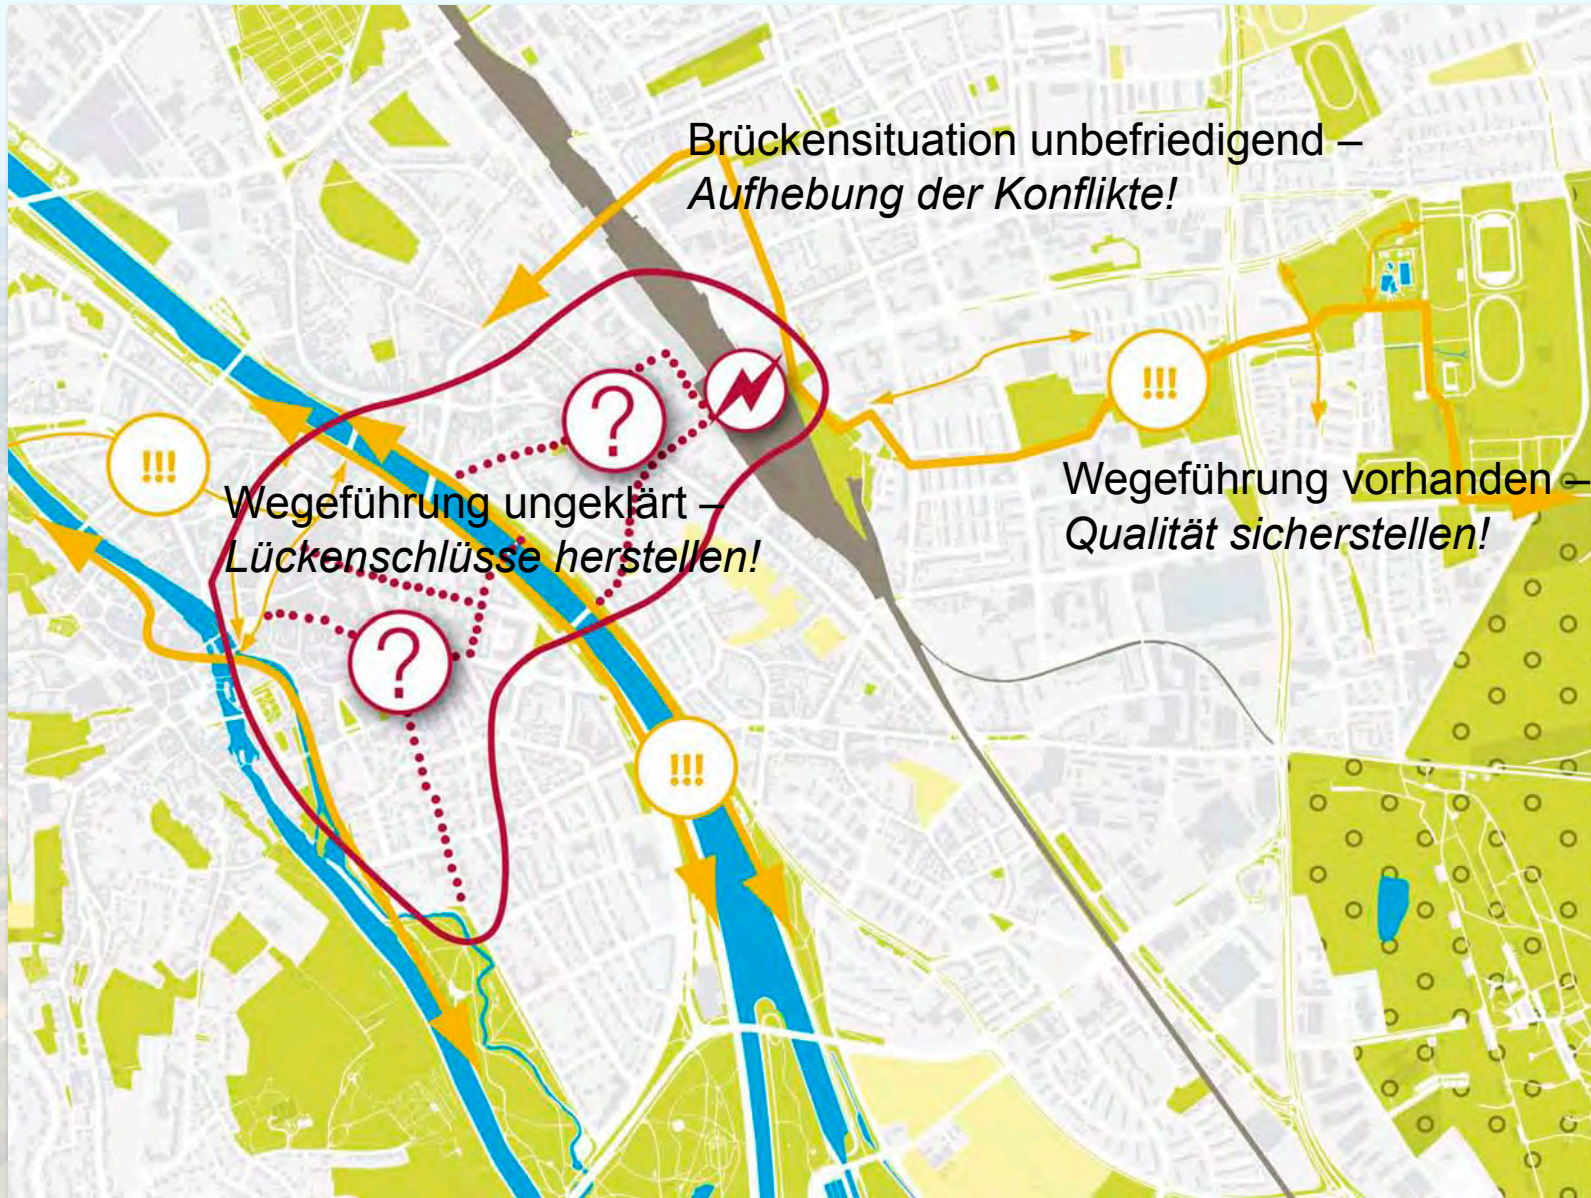 Brückensituation unbefriedigend –
Aufhebung der Konflikte!
!!!
!!!
?
Wegeführung ungeklärt –
Lückenschlüsse herstellen!
Wegeführung vorhanden –
Qualität sicherstellen!
?
!!!